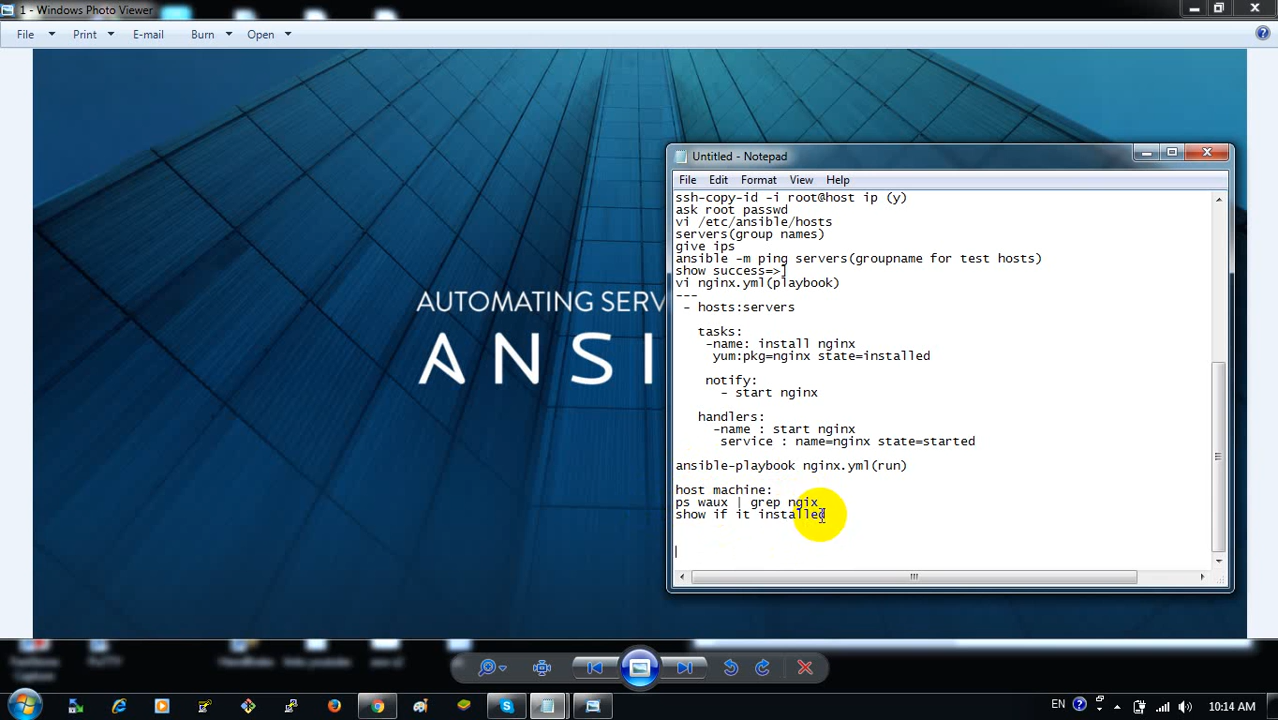 1 - Windows Photo Viewer
File Print E-mail Burn Open
AUTOMATING SERV
ANSI
Untitled - Notepad
File Edit Format View Help
ssh-copy-id -i root@host ip (y)
ask root passwd
vi /etc/ansible/hosts
servers(group names)
give ips
ansible -m ping servers(groupname for test hosts)
show success=>
vi nginx.yml(playbook)
---
- hosts:servers
tasks:
-name: install nginx
yum:pkg=nginx state=installed
notify:
- start nginx
handlers:
-name : start nginx
service : name=nginx state=started
ansible-playbook nginx.yml(run)
host machine:
ps waux | grep ngix
show if it installed
EN 10:14 AM